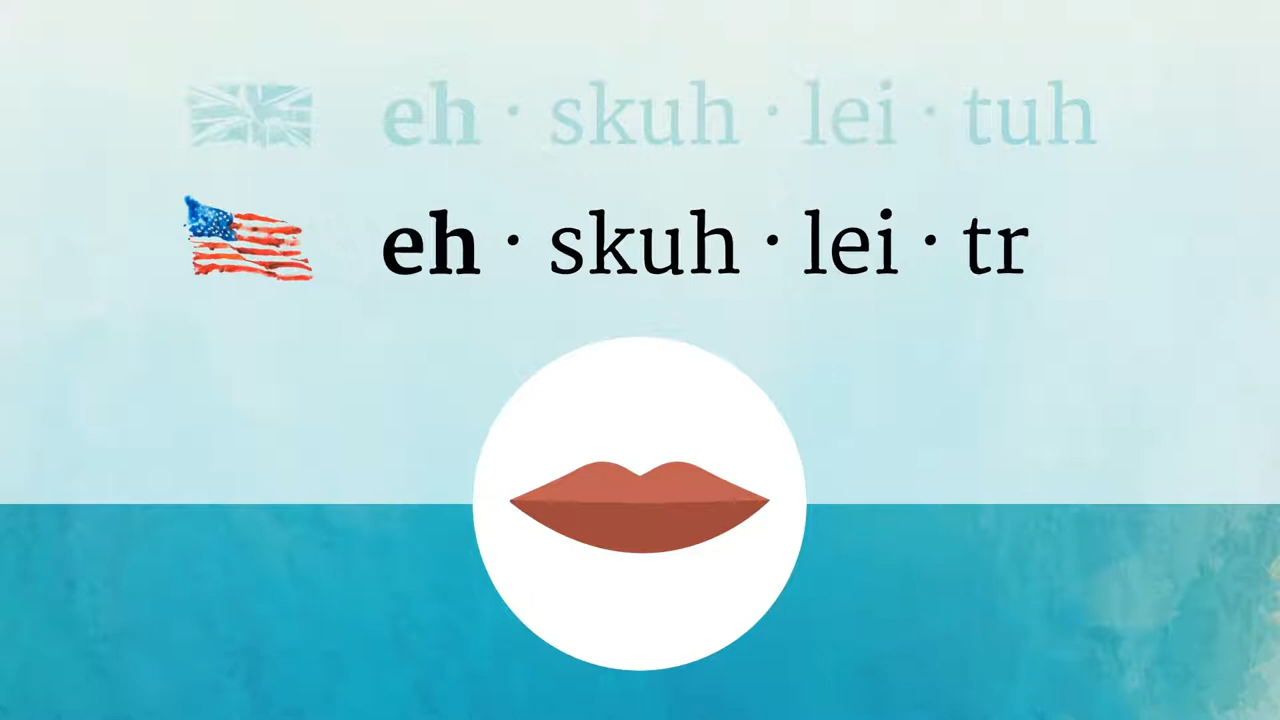 eh · skuh · lei · tuh
eh · skuh · lei · tr